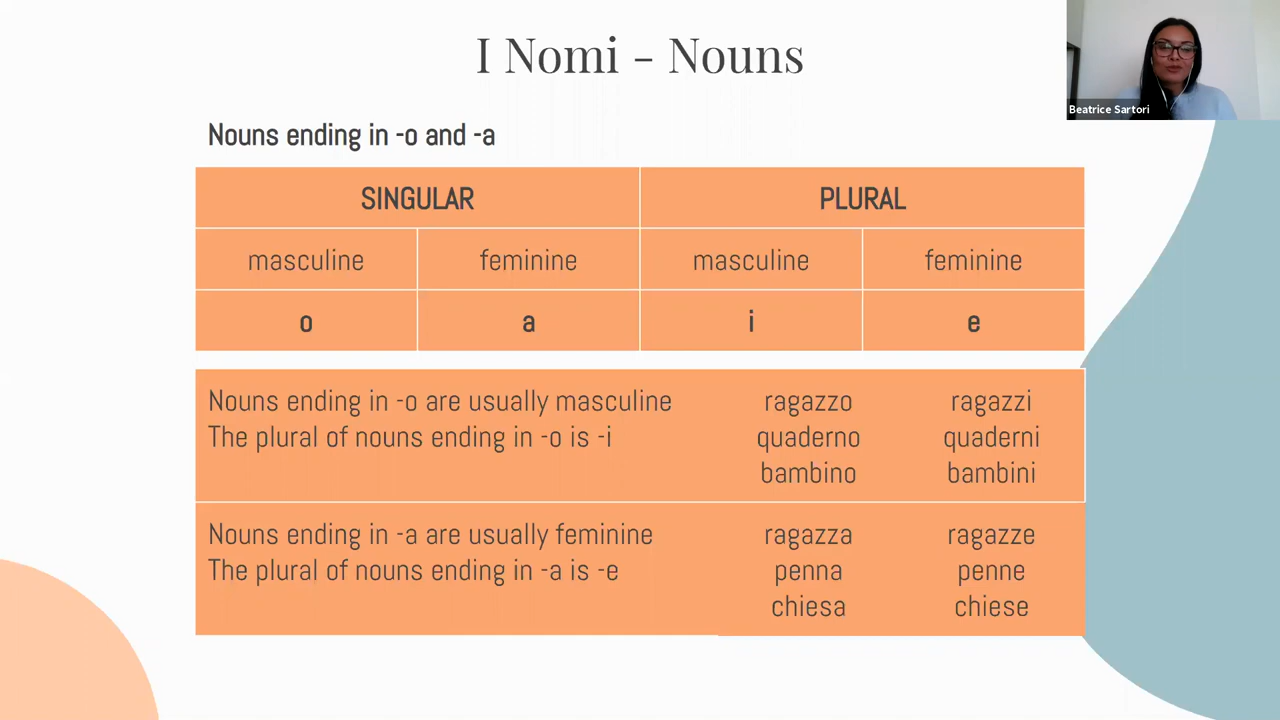 I Nomi – Nouns
Beatrice Sartori
Nouns ending in -o and -a
SINGULAR PLURAL
masculine feminine masculine feminine
o a i e
Nouns ending in -o are usually masculine ragazzo ragazzi
The plural of nouns ending in -o is -i quaderno quaderni
bambino bambini
Nouns ending in -a are usually feminine ragazza ragazze
The plural of nouns ending in -a is -e penna penne
chiesa chiese